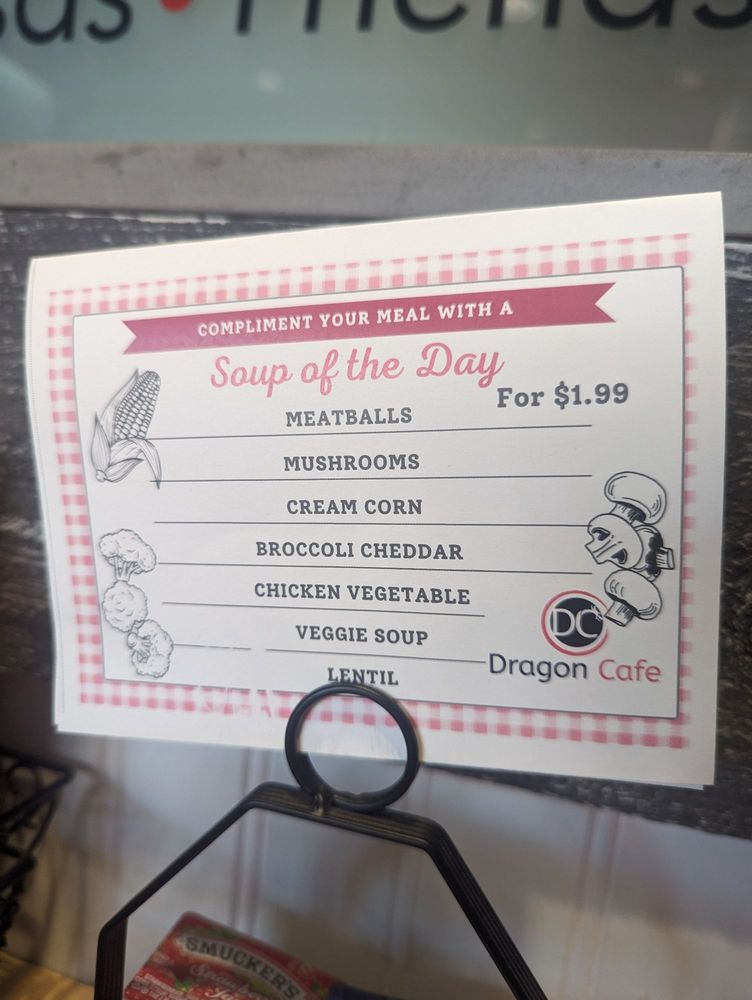 COMPLIMENT YOUR MEAL WITH A
Soup of the Day
For $1.99
MEATBALLS
MUSHROOMS
CREAM CORN
BROCCOLI CHEDDAR
CHICKEN VEGETABLE
VEGGIE SOUP
LENTIL
DC
Dragon Cafe
SMUCKER'S